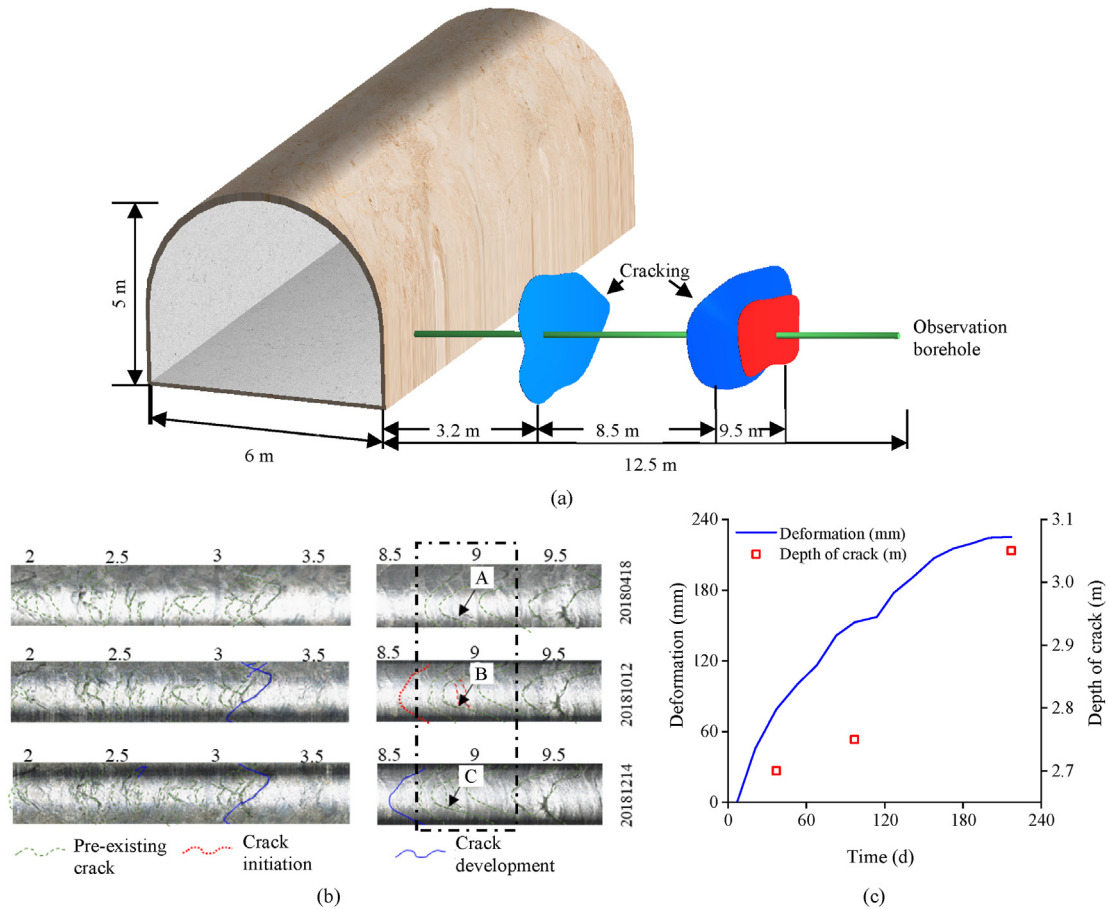 5 m
6 m
Cracking
Observation
borehole
3.2 m
8.5 m
9.5 m
12.5 m
(a)
2 2.5 3 3.5
8.5 9 9.5
A
20180418
2 2.5 3 3.5
8.5 9 9.5
B
20181012
2 2.5 3 3.5
8.5 9 9.5
C
20181214
Pre-existing
crack
Crack
initiation
Crack
development
(b)
Deformation (mm)
Depth of crack (m)
240
180
120
60
0
Deformation (mm)
3.1
3.0
2.9
2.8
2.7
Depth of crack (m)
0 60 120 180 240
Time (d)
(c)